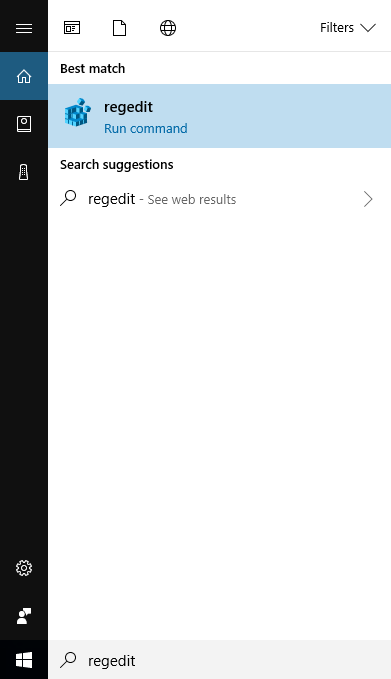 Filters
Best match
regedit
Run command
Search suggestions
regedit - See web results
regedit